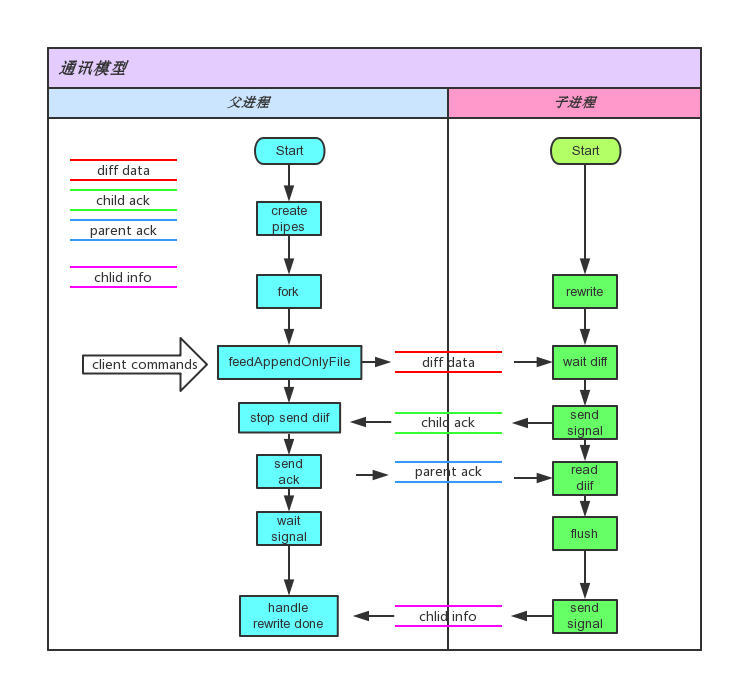 通讯模型
父进程
子进程
Start
Start
diff data
child ack
parent ack
chlid info
create
pipes
fork
rewrite
client commands
feedAppendOnlyFile
diff data
wait diff
stop send diif
child ack
send
signal
send
ack
parent ack
read
diif
wait
signal
flush
handle
rewrite done
chlid info
send
signal